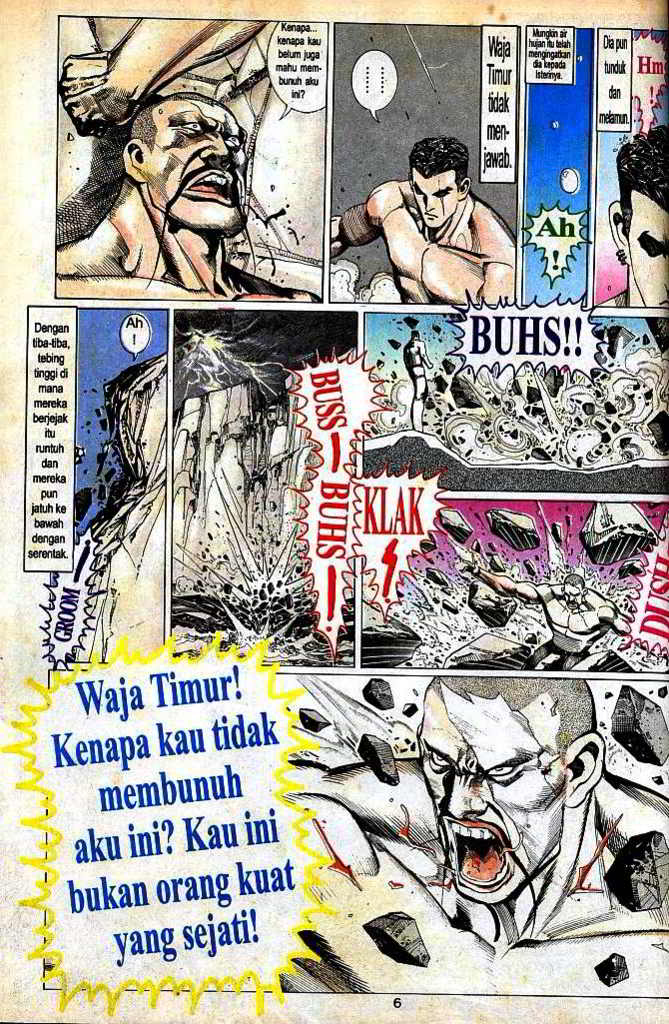 Kenapa...
kenapa kau
belum juga
mahu mem-
bunuh aku
ini?
Waja
Timur
tidak
men-
jawab.
Mungkin air
hujan itu telah
mengingatkan
dia kepada
isterinya.
Ah
!
Dia pun
tunduk
dan
melamun.
Hm
!
Dengan
tiba-tiba,
tebing
tinggi di
mana
mereka
berjejak
itu
runtuh
dan
mereka
pun
jatuh ke
bawah
dengan
serentak.
Ah
!
GROOM
BUSS — BUHS —
BUHS!!
KLAK
Waja Timur!
Kenapa kau tidak
membunuh
aku ini? Kau ini
bukan orang kuat
yang sejati!
6